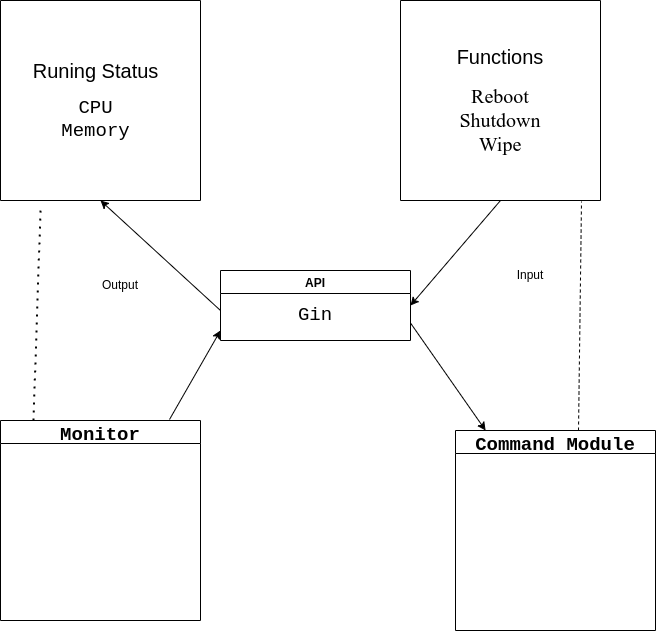 Runing Status
CPU
Memory
Functions
Reboot
Shutdown
Wipe
Output
Input
API
Gin
Monitor
Command Module